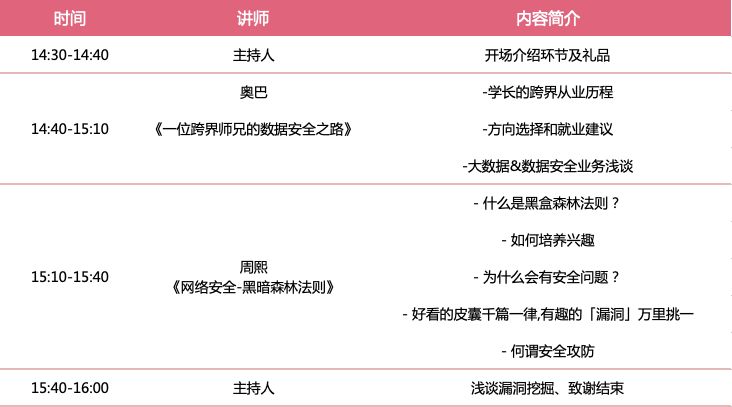 时间 讲师 内容简介
14:30-14:40 主持人 开场介绍环节及礼品
奥巴 -学长的跨界从业历程
14:40-15:10 《一位跨界师兄的数据安全之路》 -方向选择和就业建议
-大数据&数据安全业务浅谈
- 什么是黑盒森林法则？
- 如何培养兴趣
周熙
15:10-15:40 - 为什么会有安全问题？
《网络安全-黑暗森林法则》
- 好看的皮囊千篇一律,有趣的「漏洞」万里挑一
- 何谓安全攻防
15:40-16:00 主持人 浅谈漏洞挖掘、致谢结束